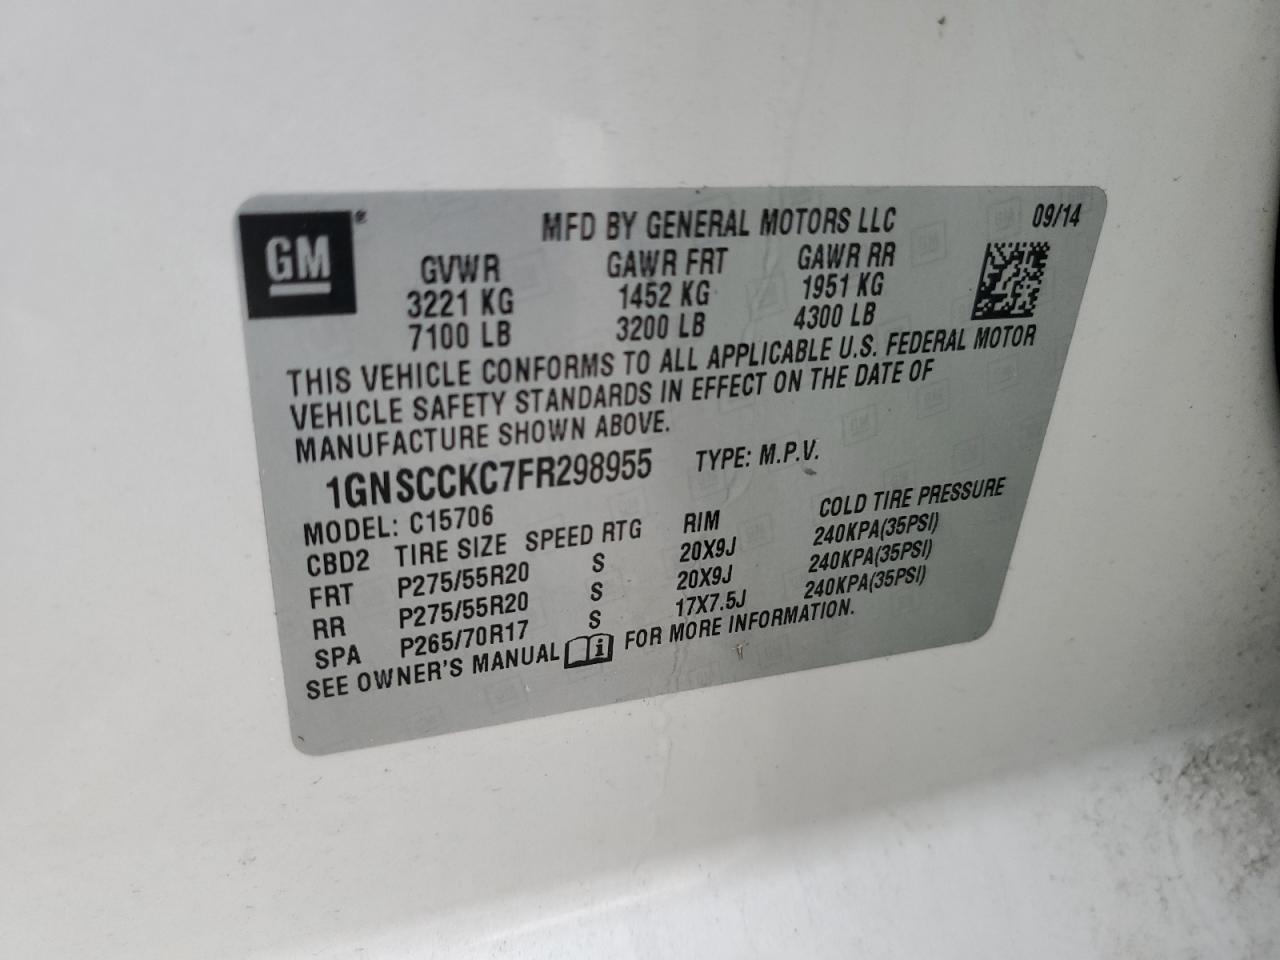 GM®
MFD BY GENERAL MOTORS LLC 09/14
GVWR GAWR FRT GAWR RR
3221 KG 1452 KG 1951 KG
7100 LB 3200 LB 4300 LB
THIS VEHICLE CONFORMS TO ALL APPLICABLE U.S. FEDERAL MOTOR
VEHICLE SAFETY STANDARDS IN EFFECT ON THE DATE OF
MANUFACTURE SHOWN ABOVE.
1GNSCCKC7FR298955 TYPE: M.P.V.
MODEL: C15706
CBD2 TIRE SIZE SPEED RTG RIM COLD TIRE PRESSURE
FRT P275/55R20 S 20X9J 240KPA(35PSI)
RR P275/55R20 S 20X9J 240KPA(35PSI)
SPA P265/70R17 S 17X7.5J 240KPA(35PSI)
SEE OWNER'S MANUAL i FOR MORE INFORMATION.